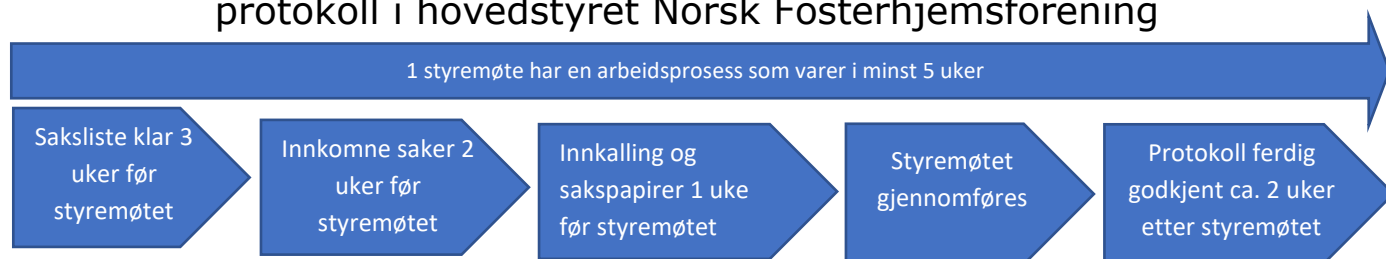 protokoll i hovedstyret Norsk Fosterhjemsforening
1 styremøte har en arbeidsprosess som varer i minst 5 uker
Saksliste klar 3
uker før
styremøtet
Innkomne saker 2
uker før
styremøtet
Innkalling og
sakspapirer 1 uke
før styremøtet
Styremøtet
gjennomføres
Protokoll ferdig
godkjent ca. 2 uker
etter styremøtet